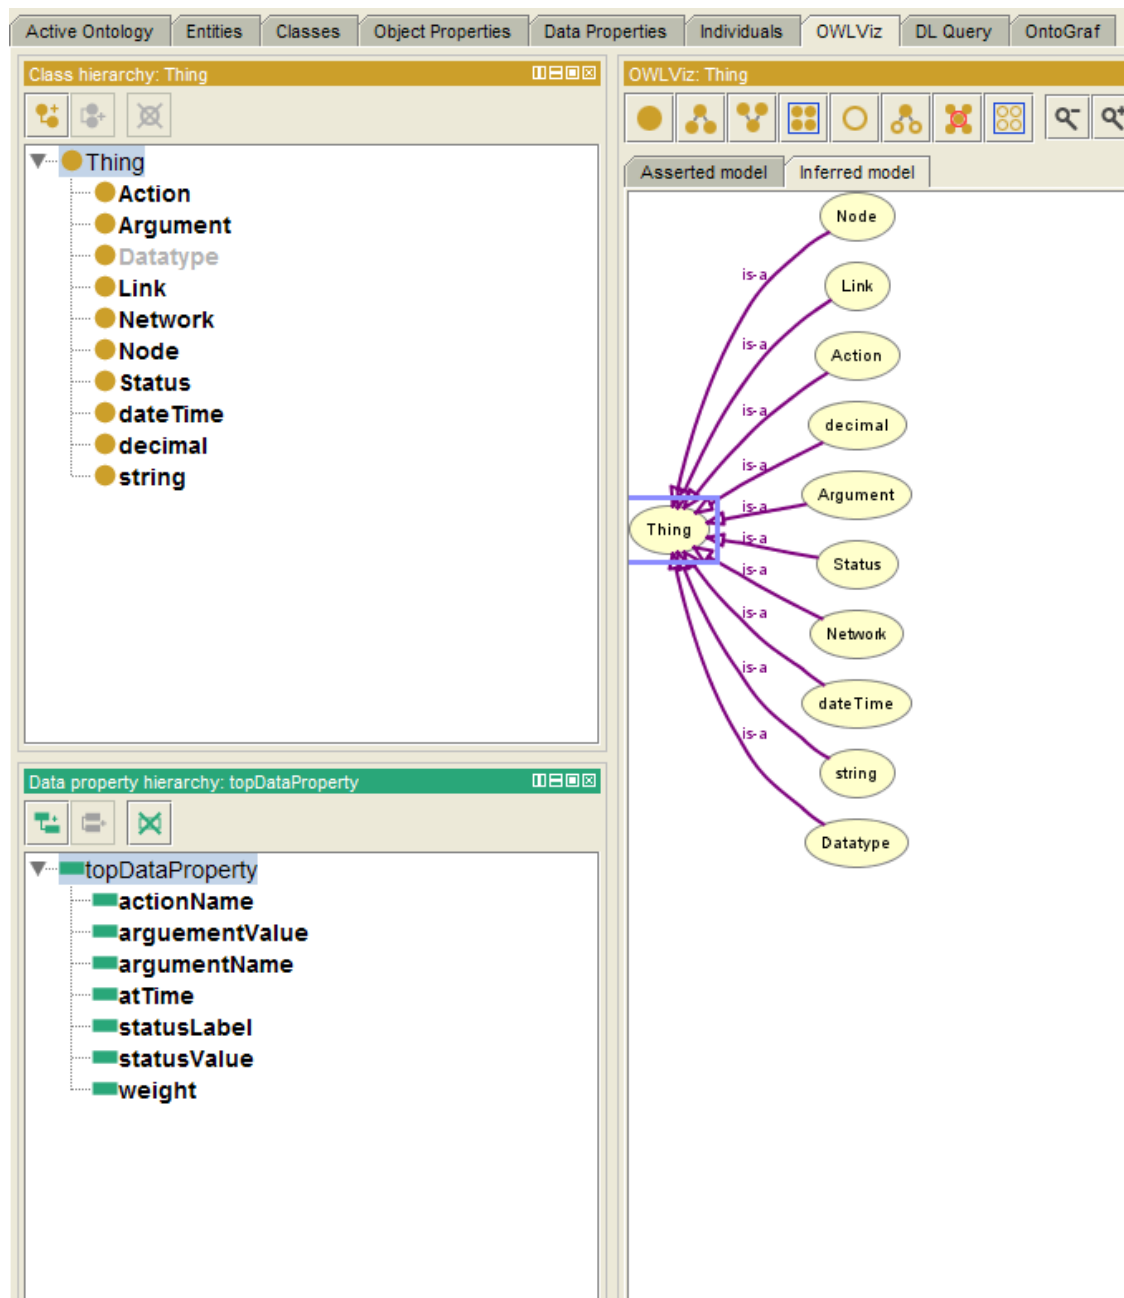 Active Ontology Entities Classes Object Properties Data Properties Individuals OWLViz DL Query OntoGraf
Class hierarchy: Thing
Thing
Action
Argument
Datatype
Link
Network
Node
Status
dateTime
decimal
string
Data property hierarchy: topDataProperty
topDataProperty
actionName
arguementValue
argumentName
atTime
statusLabel
statusValue
weight
OWLViz: Thing
Asserted model Inferred model
Node
is-a
Link
is-a
Action
is-a
decimal
is-a
Argument
is-a
Thing
is-a
Status
is-a
Network
is-a
dateTime
is-a
string
is-a
Datatype